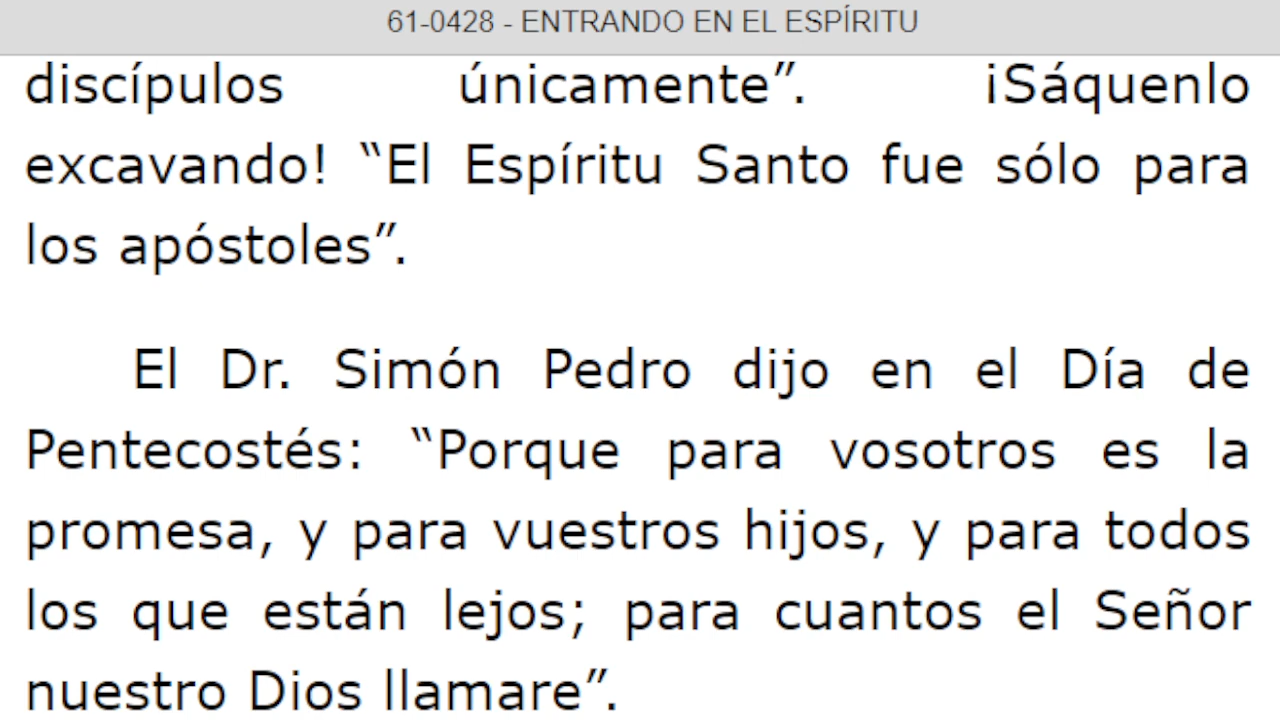 61-0428 - ENTRANDO EN EL ESPÍRITU
discípulos únicamente”. ¡Sáquenlo
excavando! “El Espíritu Santo fue sólo para
los apóstoles”.
El Dr. Simón Pedro dijo en el Día de
Pentecostés: “Porque para vosotros es la
promesa, y para vuestros hijos, y para todos
los que están lejos; para cuantos el Señor
nuestro Dios llamare”.